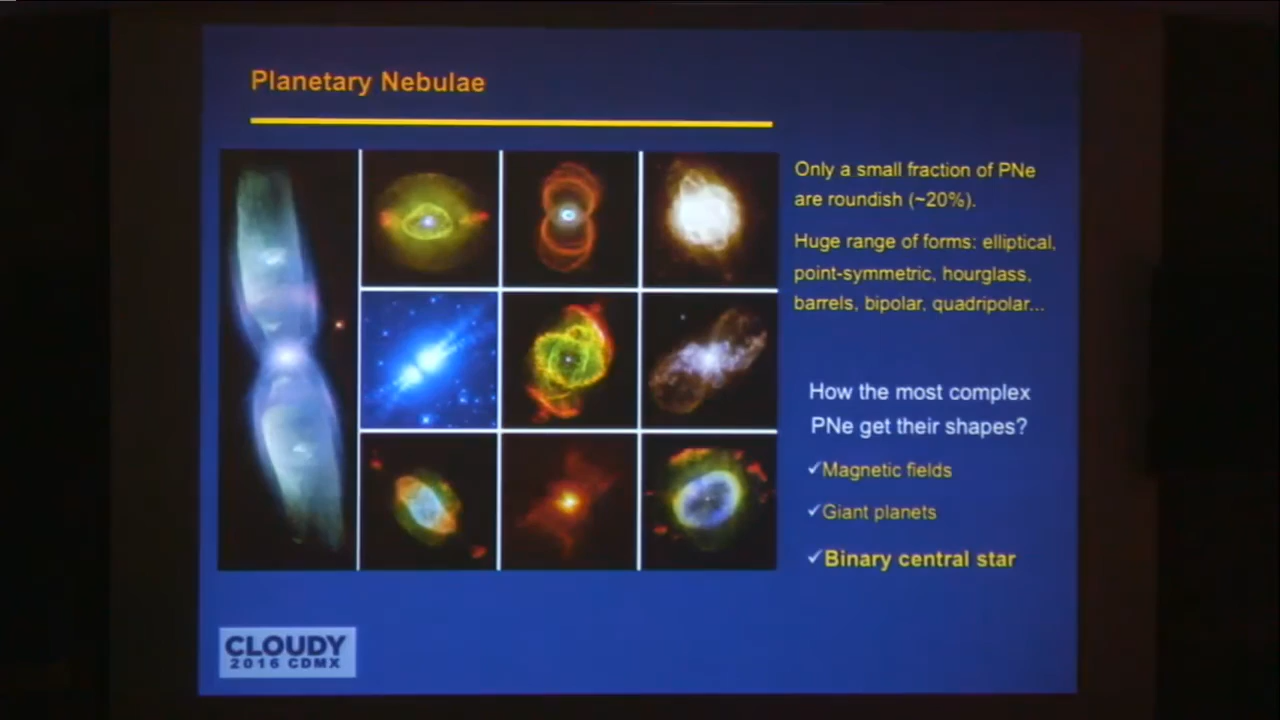 Planetary Nebulae
Only a small fraction of PNe
are roundish (~20%).
Huge range of forms: elliptical,
point-symmetric, hourglass,
barrels, bipolar, quadripolar...
How the most complex
PNe get their shapes?
✓Magnetic fields
✓Giant planets
✓Binary central star
CLOUDY
2016 CDMX